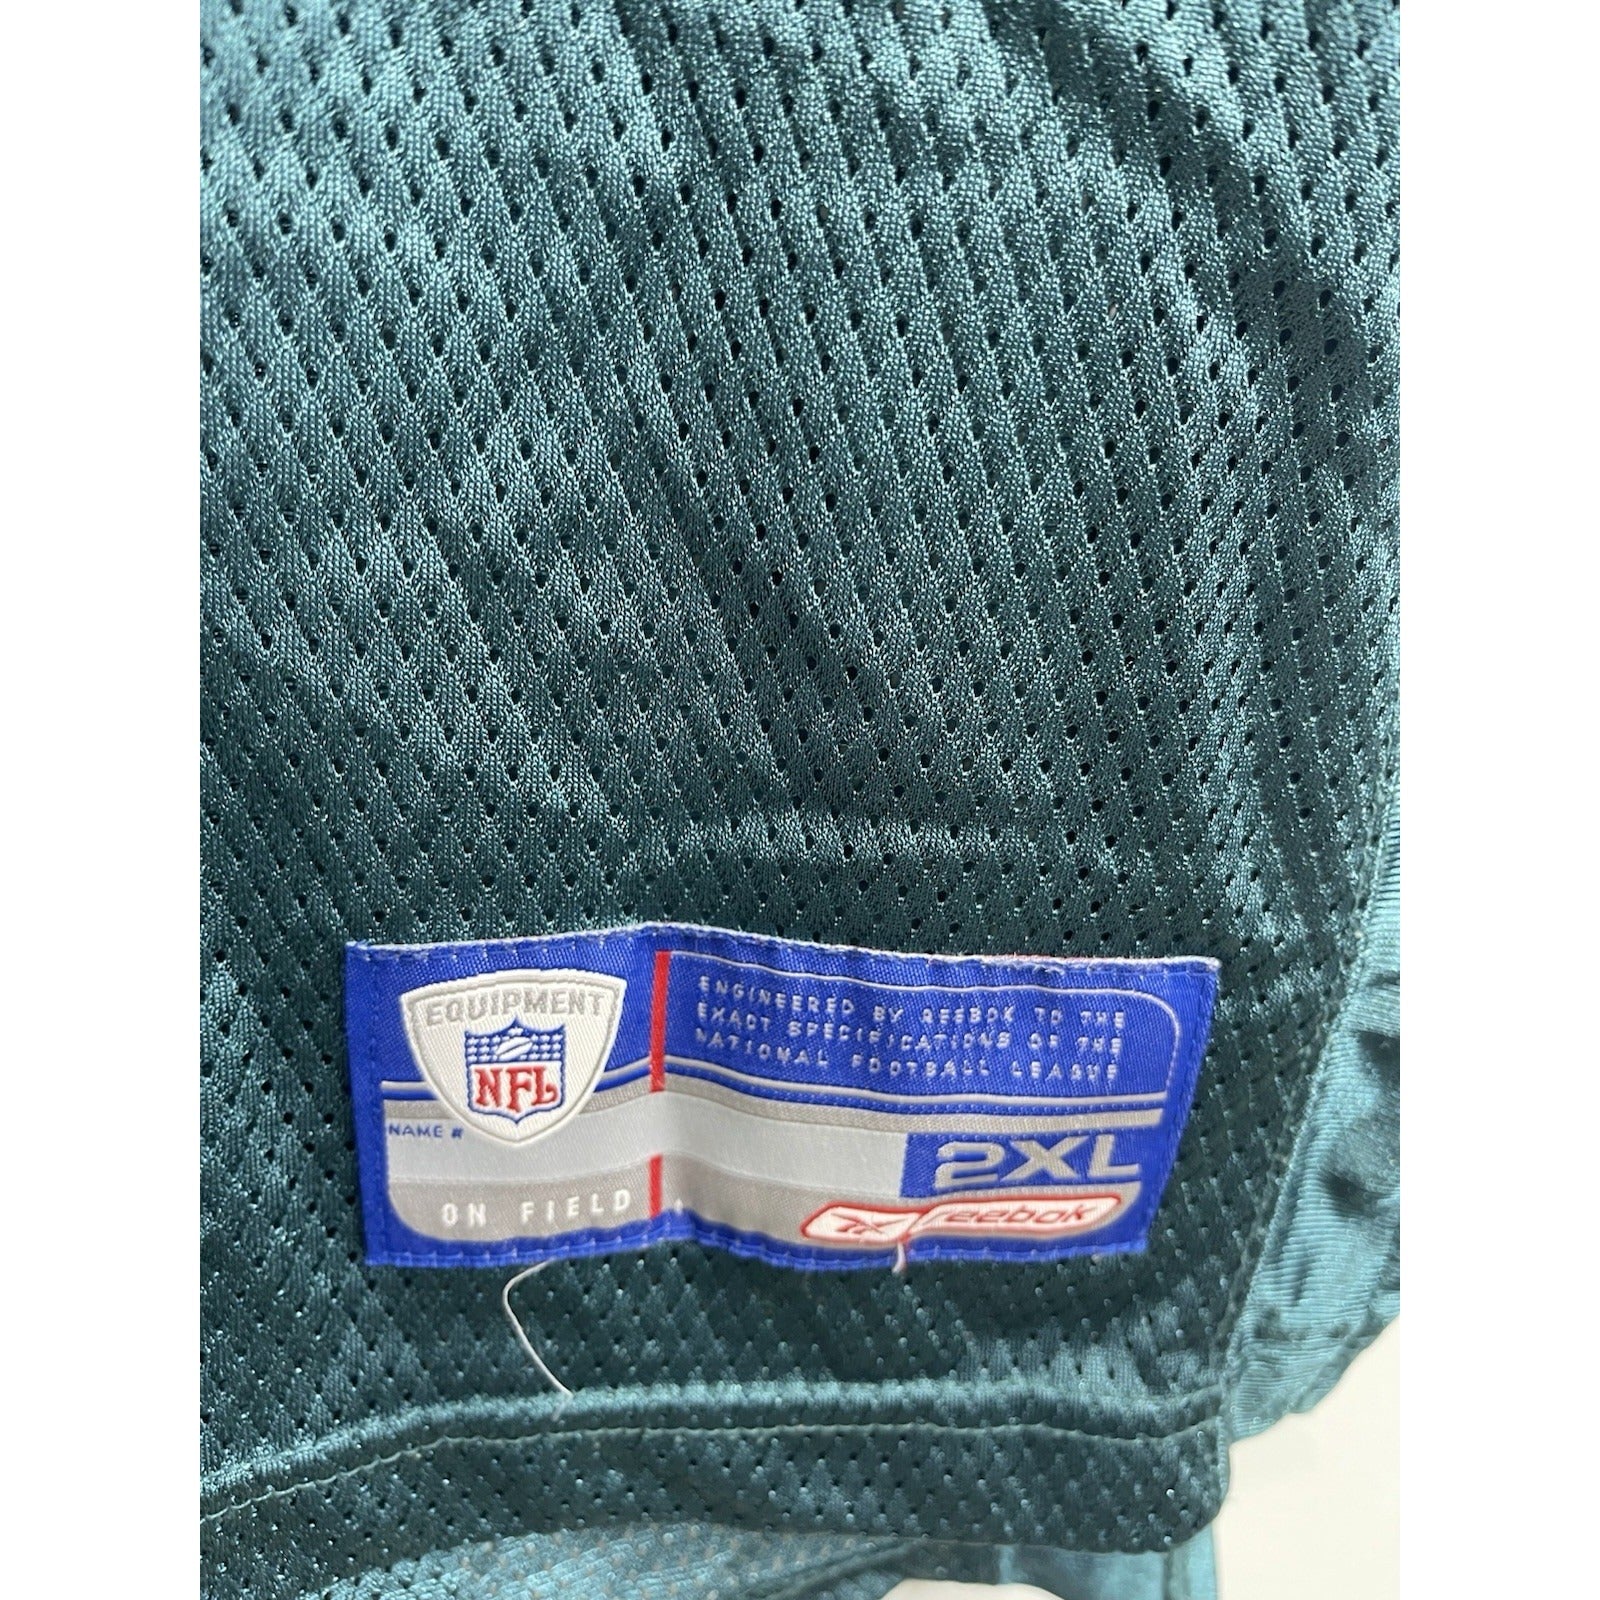 EQUIPMENT
NFL
ENGINEERED BY REEBOK TO THE
EXACT SPECIFICATIONS OF THE
NATIONAL FOOTBALL LEAGUE
NAME #
2XL
ON FIELD
Reebok